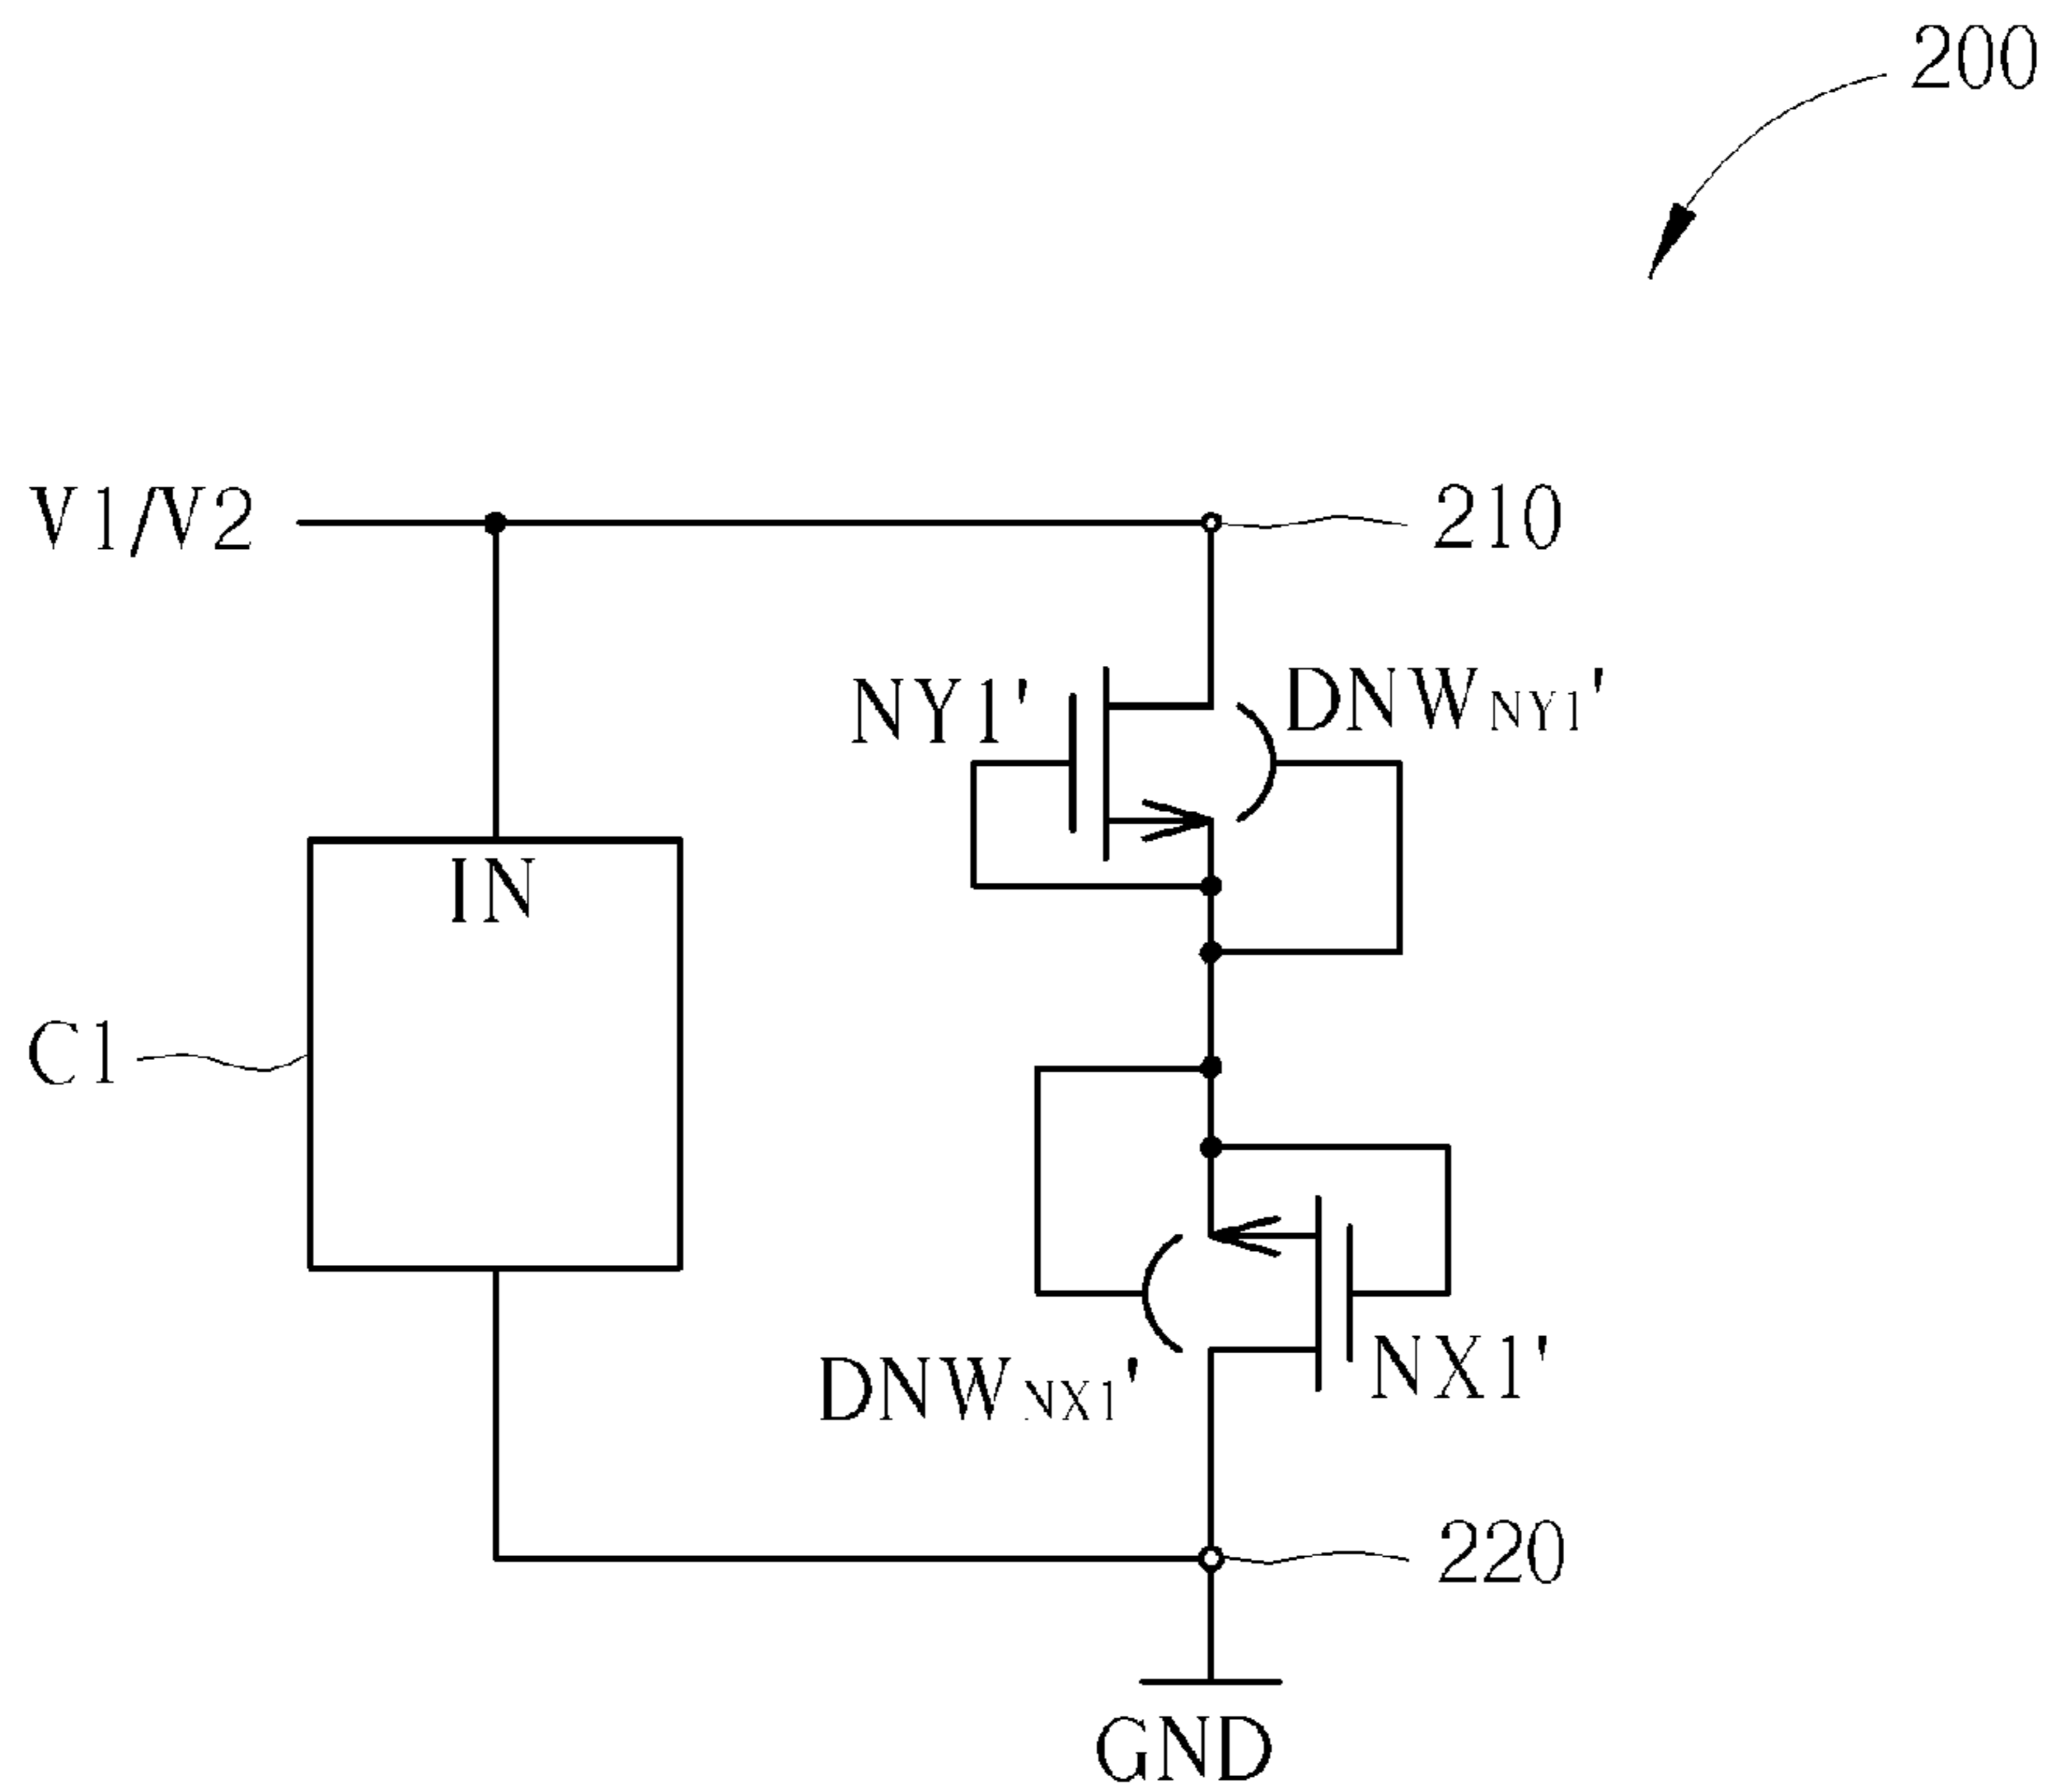 200
V1/V2
210
NY1'
DNWNY1'
IN
C1
DNWNX1'
NX1'
220
GND